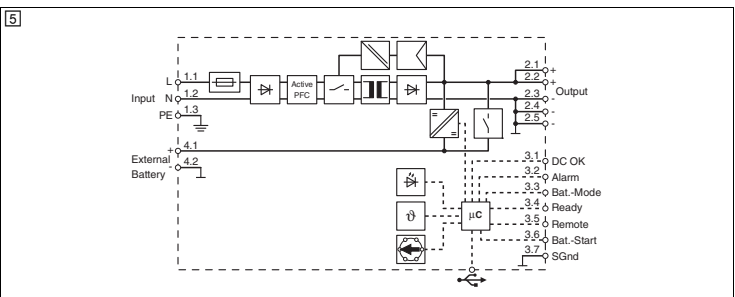 5
L 1.1
Input N 1.2
PE 1.3
Active
PFC
2.1 +
2.2 +
2.3 - Output
2.4 -
2.5 -
+ 4.1
External
- 4.2
Battery
=
=
ϑ
µC
3.1 DC OK
3.2 Alarm
3.3 Bat.-Mode
3.4 Ready
3.5 Remote
3.6 Bat.-Start
3.7 SGnd